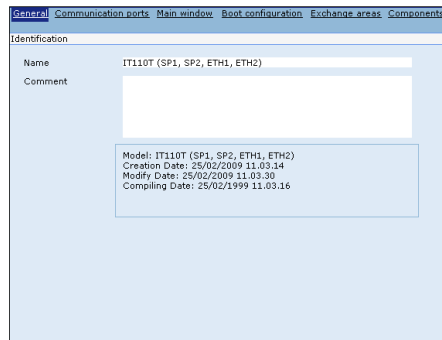 General Communication ports Main window Boot configuration Exchange areas Components
Identification
Name IT110T (SP1, SP2, ETH1, ETH2)
Comment
Model: IT110T (SP1, SP2, ETH1, ETH2)
Creation Date: 25/02/2009 11.03.14
Modify Date: 25/02/2009 11.03.30
Compiling Date: 25/02/1999 11.03.16